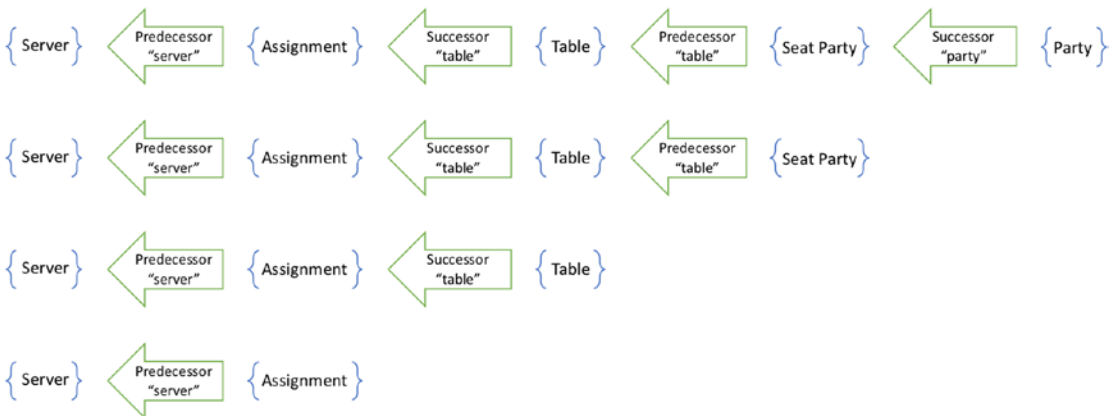 {Server} Predecessor "server" {Assignment} Successor "table" {Table} Predecessor "table" {Seat Party} Successor "party" {Party}
{Server} Predecessor "server" {Assignment} Successor "table" {Table} Predecessor "table" {Seat Party}
{Server} Predecessor "server" {Assignment} Successor "table" {Table}
{Server} Predecessor "server" {Assignment}